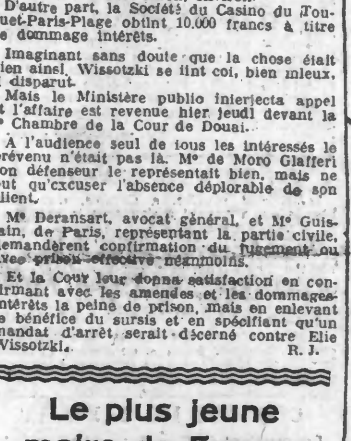 D'autre part, la Société du Casino du Tou-
quet-Paris-Plage obtint 10.000 francs à titre
de dommage intérêts.
Imaginant sans doute que la chose était
bien ainsi, Wissotzki se tint coi, bien mieux,
il disparut.
Mais le Ministère public interjecta appel
et l'affaire est revenue hier jeudi devant la
Chambre de la Cour de Douai.
A l'audience seul de tous les intéressés le
prévenu n'était pas là. Me de Moro Glafferi
son défenseur le représentait bien, mais ne
put qu'excuser l'absence déplorable de son
client.
Me Deransart, avocat général, et Me Guis-
ain, de Paris, représentant la partie civile,
demandèrent confirmation du jugement ou
avec prison effective néanmoins.
Et la Cour leur donna satisfaction en con-
firmant avec les amendes et les dommages-
intérêts la peine de prison, mais en enlevant
le bénéfice du sursis et en spécifiant qu'un
mandat d'arrêt serait décerné contre Elie
Wissotzki.
R. J.
Le plus jeune